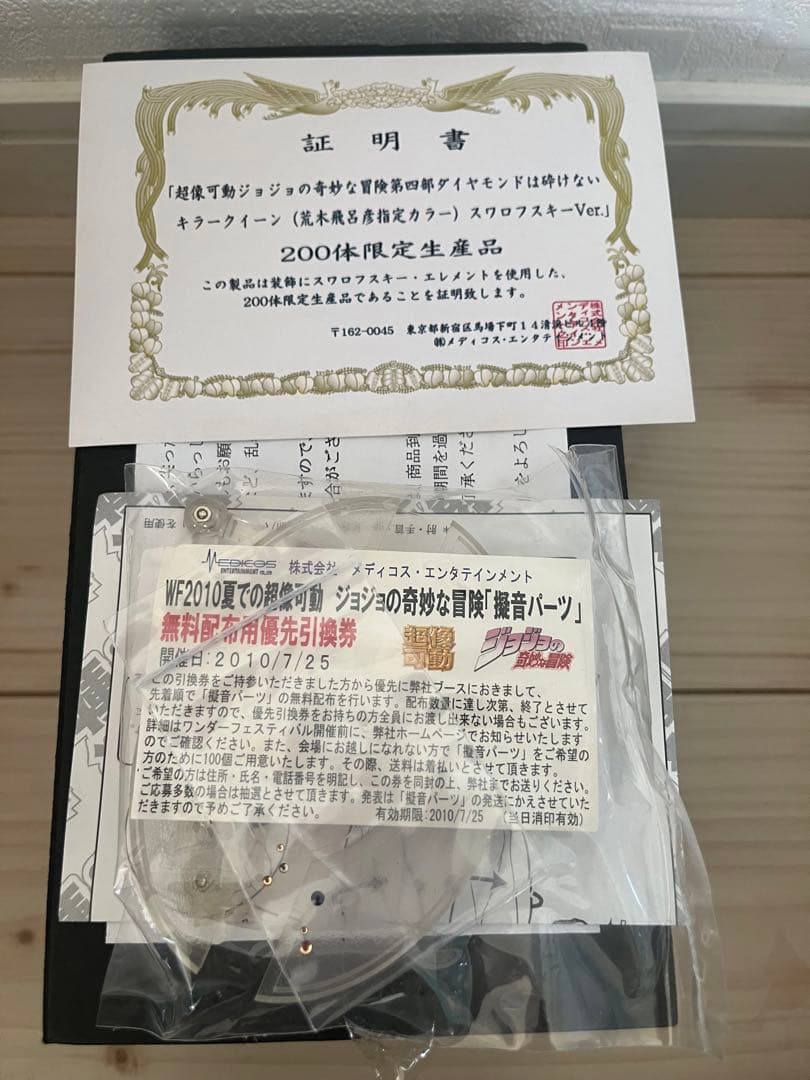 証明書
「超像可動ジョジョの奇妙な冒険第四部ダイヤモンドは砕けない
キラークイーン（荒木飛呂彦指定カラー）スワロフスキーVer.」
200体限定生産品
この製品は装飾にスワロフスキー・エレメントを使用した、
200体限定生産品であることを証明致します。
〒162-0045 東京都新宿区馬場下町14清浜ビル
㈱メディコス・エンタテインメント
MEDICOS
ENTERTAINMENT
株式会社 メディコス・エンタテインメント
WF2010夏での超像可動 ジョジョの奇妙な冒険「擬音パーツ」
無料配布用優先引換券
超像可動
ジョジョの奇妙な冒険
開催日:2010/7/25
この引換券をご持参いただきました方から優先に弊社ブースにおきまして、
先着順で「擬音パーツ」の無料配布を行います。配布数量に達し次第、終了とさせて
いただきますので、優先引換券をお持ちの方全員にお渡し出来ない場合もございます。
詳細はワンダーフェスティバル開催前に、弊社ホームページでお知らせいたします
のでご確認ください。また、会場にお越しになれない方で「擬音パーツ」をご希望の
方のために100個ご用意いたします。その際、送料は着払いとさせて頂きます。
ご希望の方は住所・氏名・電話番号を明記し、この券を同封の上、弊社までお送りください。
ご応募多数の場合は抽選とさせて頂きます。発表は「擬音パーツ」の発送にかえさせていた
だきますので予めご了承ください。 有効期限:2010/7/25 （当日消印有効）